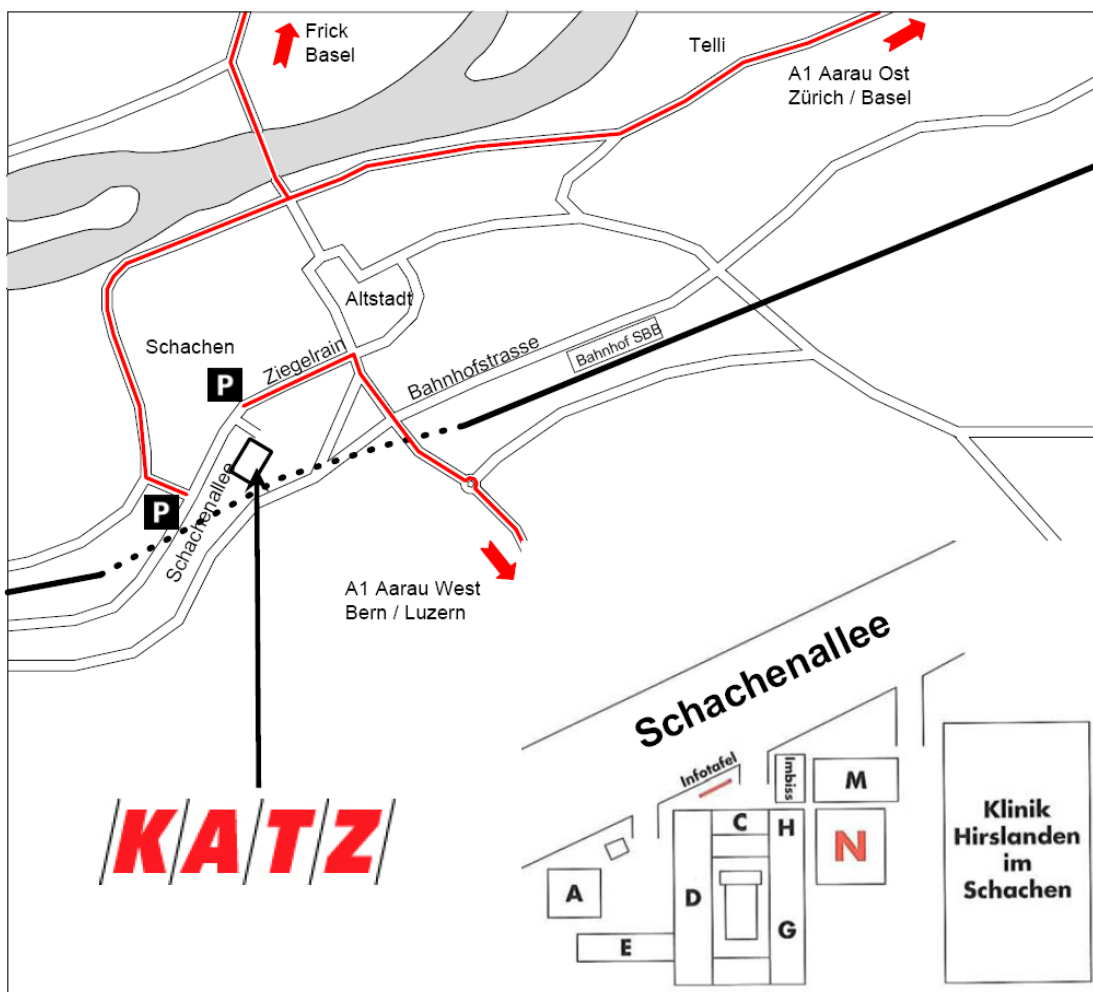 Frick
Basel
Telli
A1 Aarau Ost
Zürich / Basel
Altstadt
Schachen
P
Ziegelrain
Bahnhofstrasse
Bahnhof SBB
P
Schachenallee
A1 Aarau West
Bern / Luzern
KATZ
Schachenallee
Infotafel
Imbiss
M
C
H
N
A
D
E
G
Klinik
Hirslanden
im
Schachen